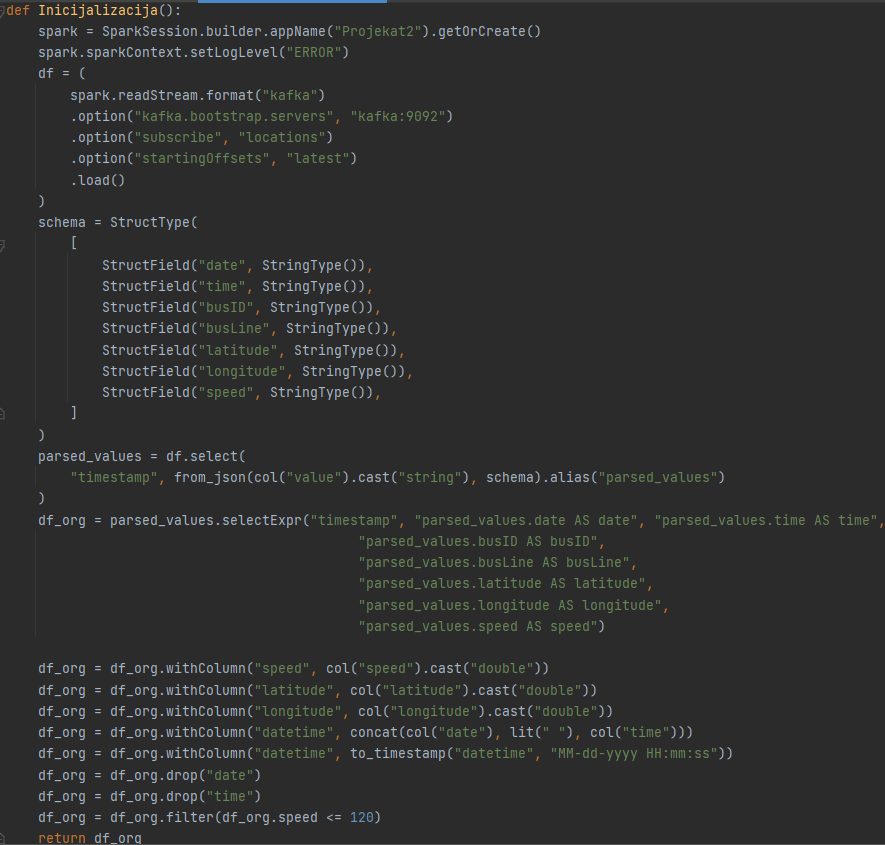 def Inicijalizacija():
    spark = SparkSession.builder.appName("Projekat2").getOrCreate()
    spark.sparkContext.setLogLevel("ERROR")
    df = (
        spark.readStream.format("kafka")
        .option("kafka.bootstrap.servers", "kafka:9092")
        .option("subscribe", "locations")
        .option("startingOffsets", "latest")
        .load()
    )
    schema = StructType(
        [
            StructField("date", StringType()),
            StructField("time", StringType()),
            StructField("busID", StringType()),
            StructField("busLine", StringType()),
            StructField("latitude", StringType()),
            StructField("longitude", StringType()),
            StructField("speed", StringType()),
        ]
    )
    parsed_values = df.select(
        "timestamp", from_json(col("value").cast("string"), schema).alias("parsed_values")
    )
    df_org = parsed_values.selectExpr("timestamp", "parsed_values.date AS date", "parsed_values.time AS time",
                                            "parsed_values.busID AS busID",
                                            "parsed_values.busLine AS busLine",
                                            "parsed_values.latitude AS latitude",
                                            "parsed_values.longitude AS longitude",
                                            "parsed_values.speed AS speed")

    df_org = df_org.withColumn("speed", col("speed").cast("double"))
    df_org = df_org.withColumn("latitude", col("latitude").cast("double"))
    df_org = df_org.withColumn("longitude", col("longitude").cast("double"))
    df_org = df_org.withColumn("datetime", concat(col("date"), lit(" "), col("time")))
    df_org = df_org.withColumn("datetime", to_timestamp("datetime", "MM-dd-yyyy HH:mm:ss"))
    df_org = df_org.drop("date")
    df_org = df_org.drop("time")
    df_org = df_org.filter(df_org.speed <= 120)
    return df_org